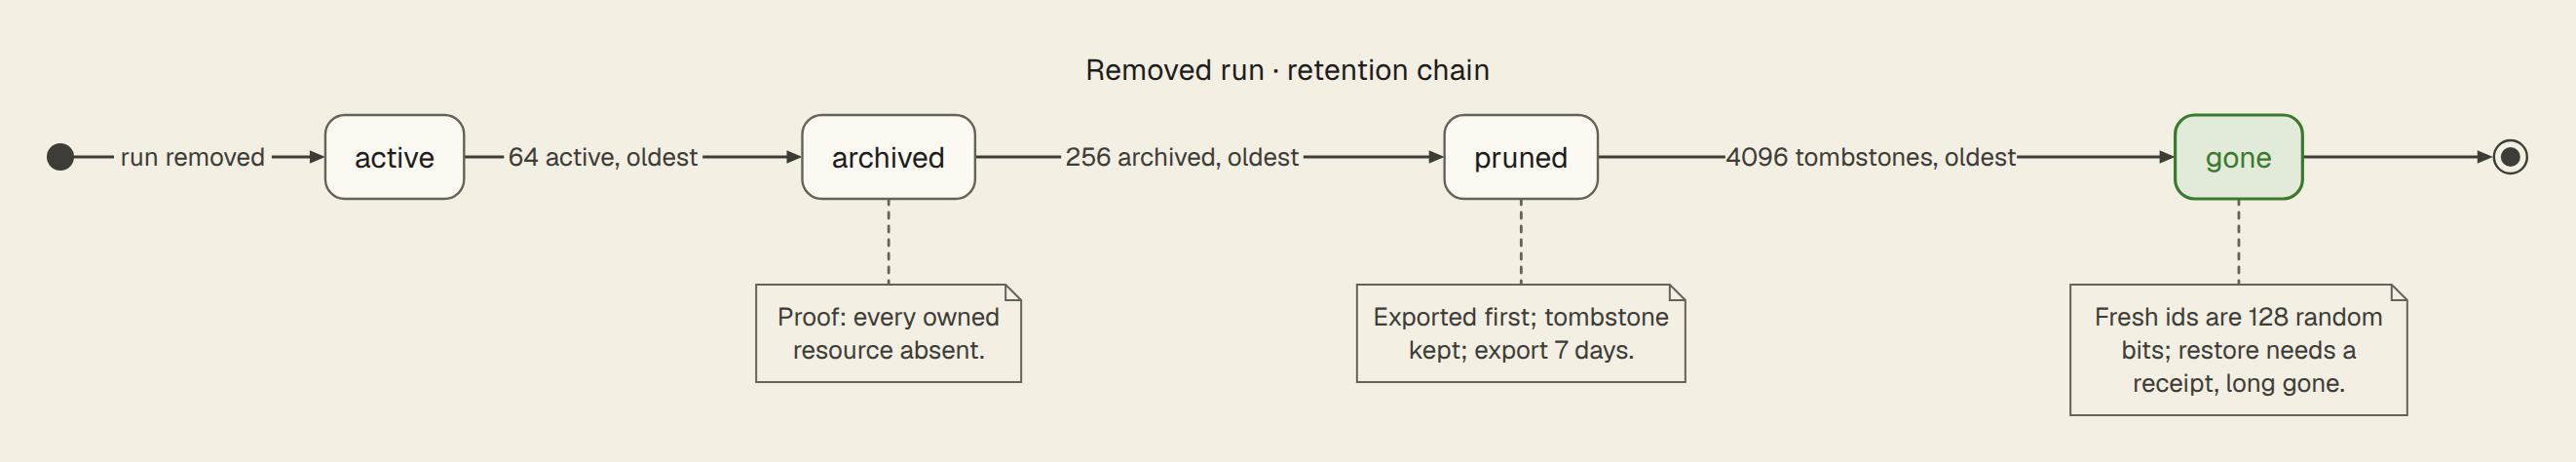 Removed run · retention chain
run removed
active
64 active, oldest
archived
256 archived, oldest
pruned
4096 tombstones, oldest
gone
Proof: every owned
resource absent.
Exported first; tombstone
kept; export 7 days.
Fresh ids are 128 random
bits; restore needs a
receipt, long gone.